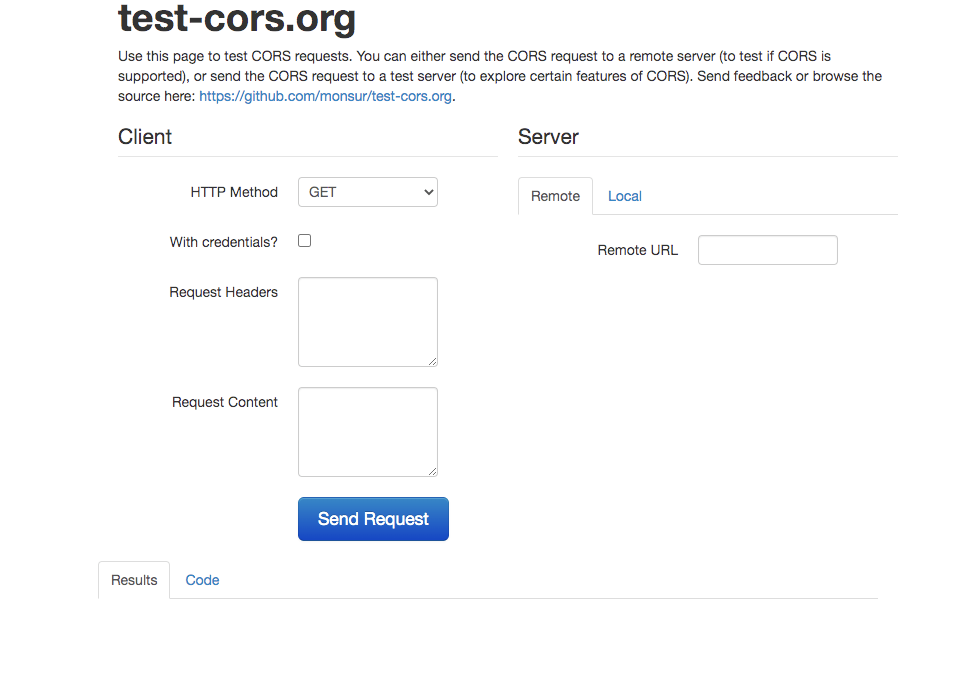 test-cors.org
Use this page to test CORS requests. You can either send the CORS request to a remote server (to test if CORS is
supported), or send the CORS request to a test server (to explore certain features of CORS). Send feedback or browse the
source here: https://github.com/monsur/test-cors.org.
Client
HTTP Method
GET
With credentials?
Request Headers
Request Content
Send Request
Server
Remote
Local
Remote URL
Results
Code